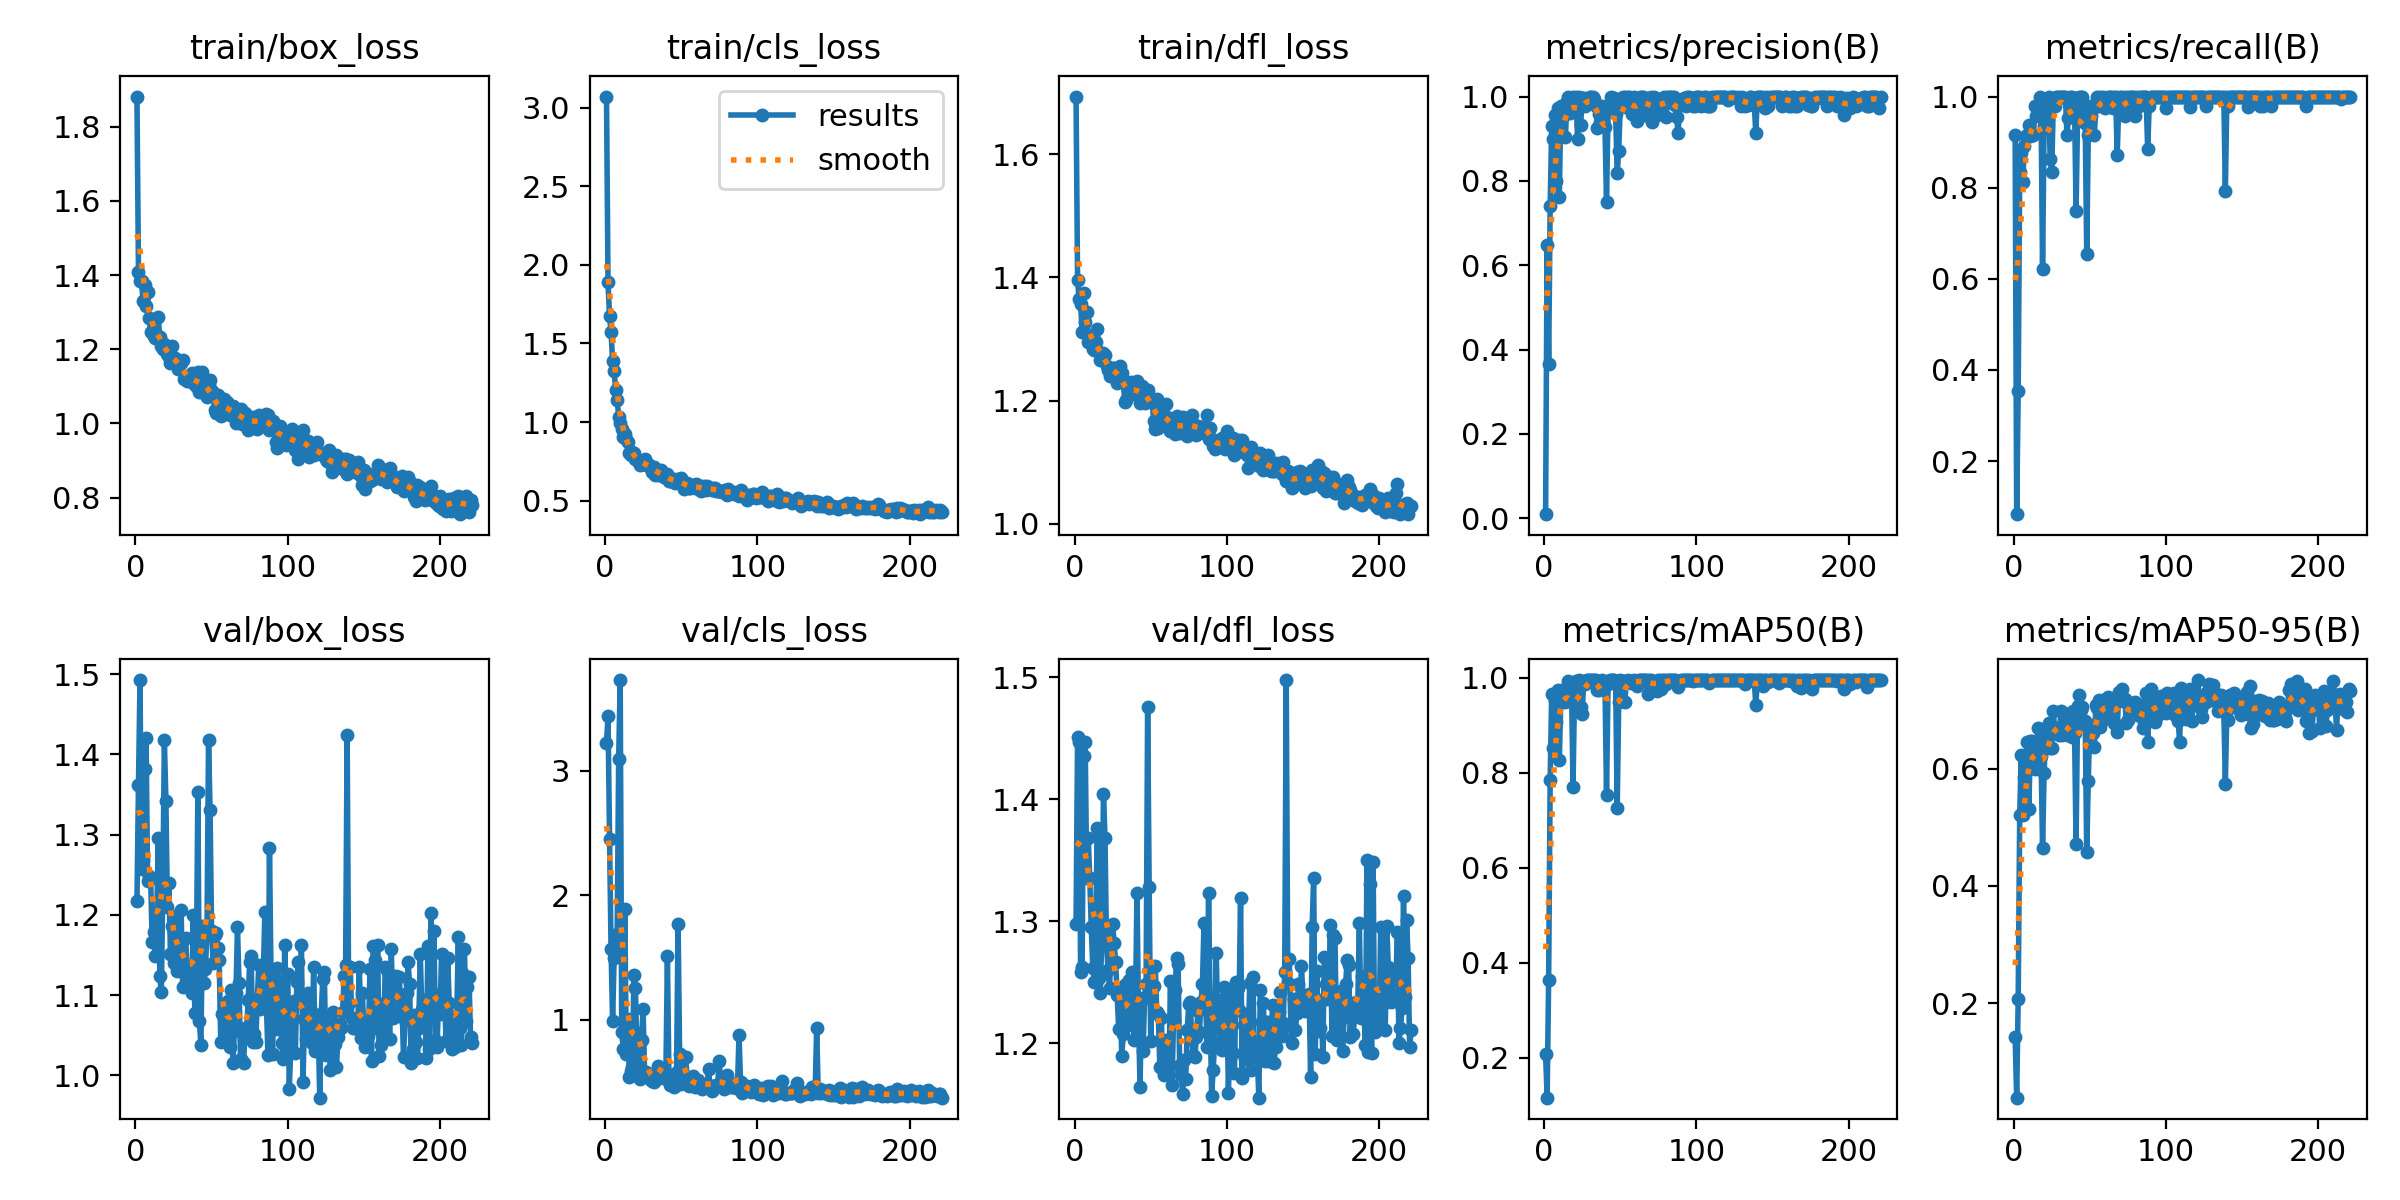 train/box_loss
1.8
1.6
1.4
1.2
1.0
0.8
0 100 200
train/cls_loss
results
smooth
3.0
2.5
2.0
1.5
1.0
0.5
0 100 200
train/dfl_loss
1.6
1.4
1.2
1.0
0 100 200
metrics/precision(B)
1.0
0.8
0.6
0.4
0.2
0.0
0 100 200
metrics/recall(B)
1.0
0.8
0.6
0.4
0.2
0 100 200
val/box_loss
1.5
1.4
1.3
1.2
1.1
1.0
0 100 200
val/cls_loss
3
2
1
0 100 200
val/dfl_loss
1.5
1.4
1.3
1.2
0 100 200
metrics/mAP50(B)
1.0
0.8
0.6
0.4
0.2
0 100 200
metrics/mAP50-95(B)
0.6
0.4
0.2
0 100 200